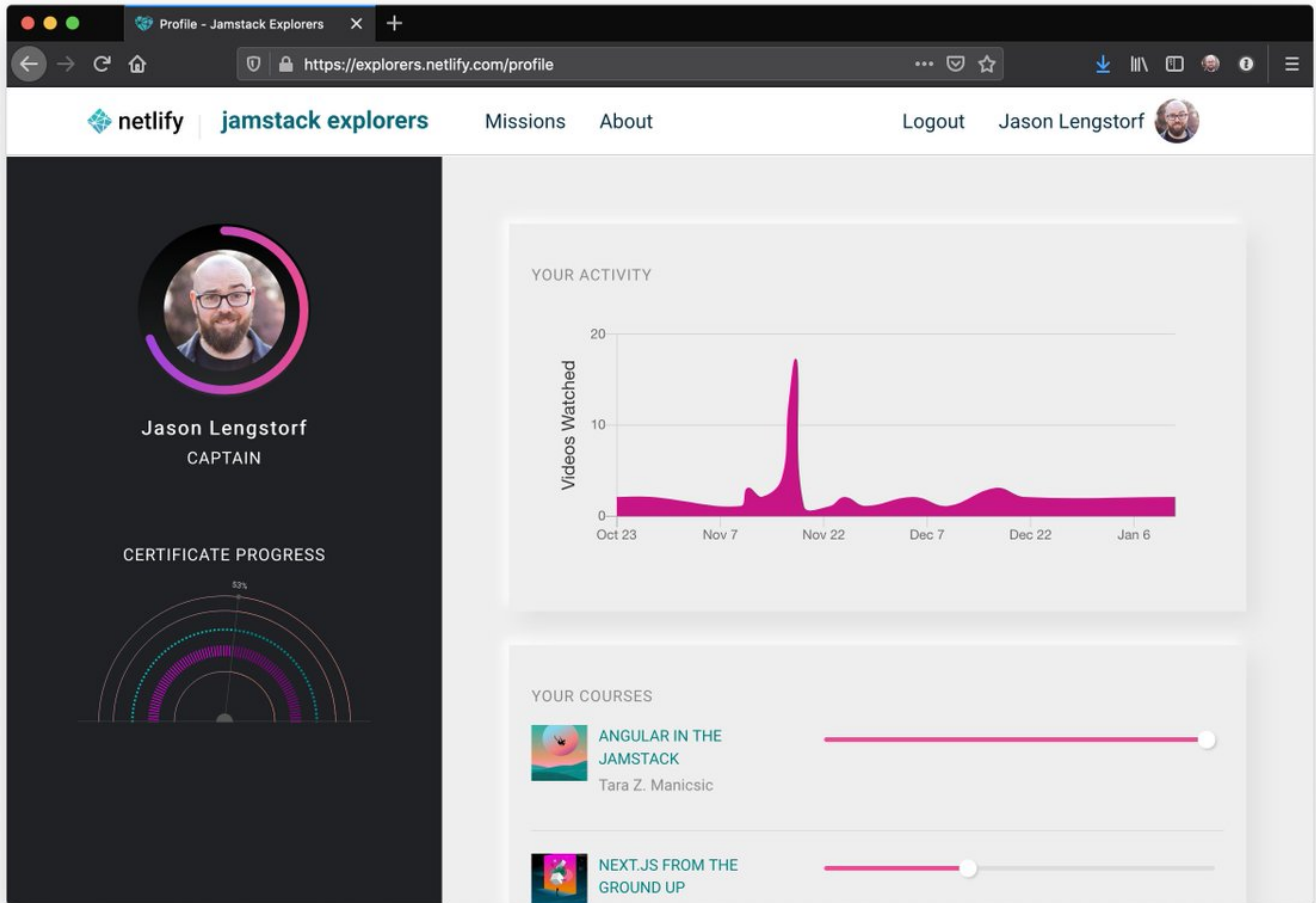 Profile - Jamstack Explorers
https://explorers.netlify.com/profile
netlify jamstack explorers Missions About Logout Jason Lengstorf
Jason Lengstorf
CAPTAIN
CERTIFICATE PROGRESS
53%
YOUR ACTIVITY
Videos Watched
20
10
0
Oct 23 Nov 7 Nov 22 Dec 7 Dec 22 Jan 6
YOUR COURSES
ANGULAR IN THE
JAMSTACK
Tara Z. Manicsic
NEXT.JS FROM THE
GROUND UP